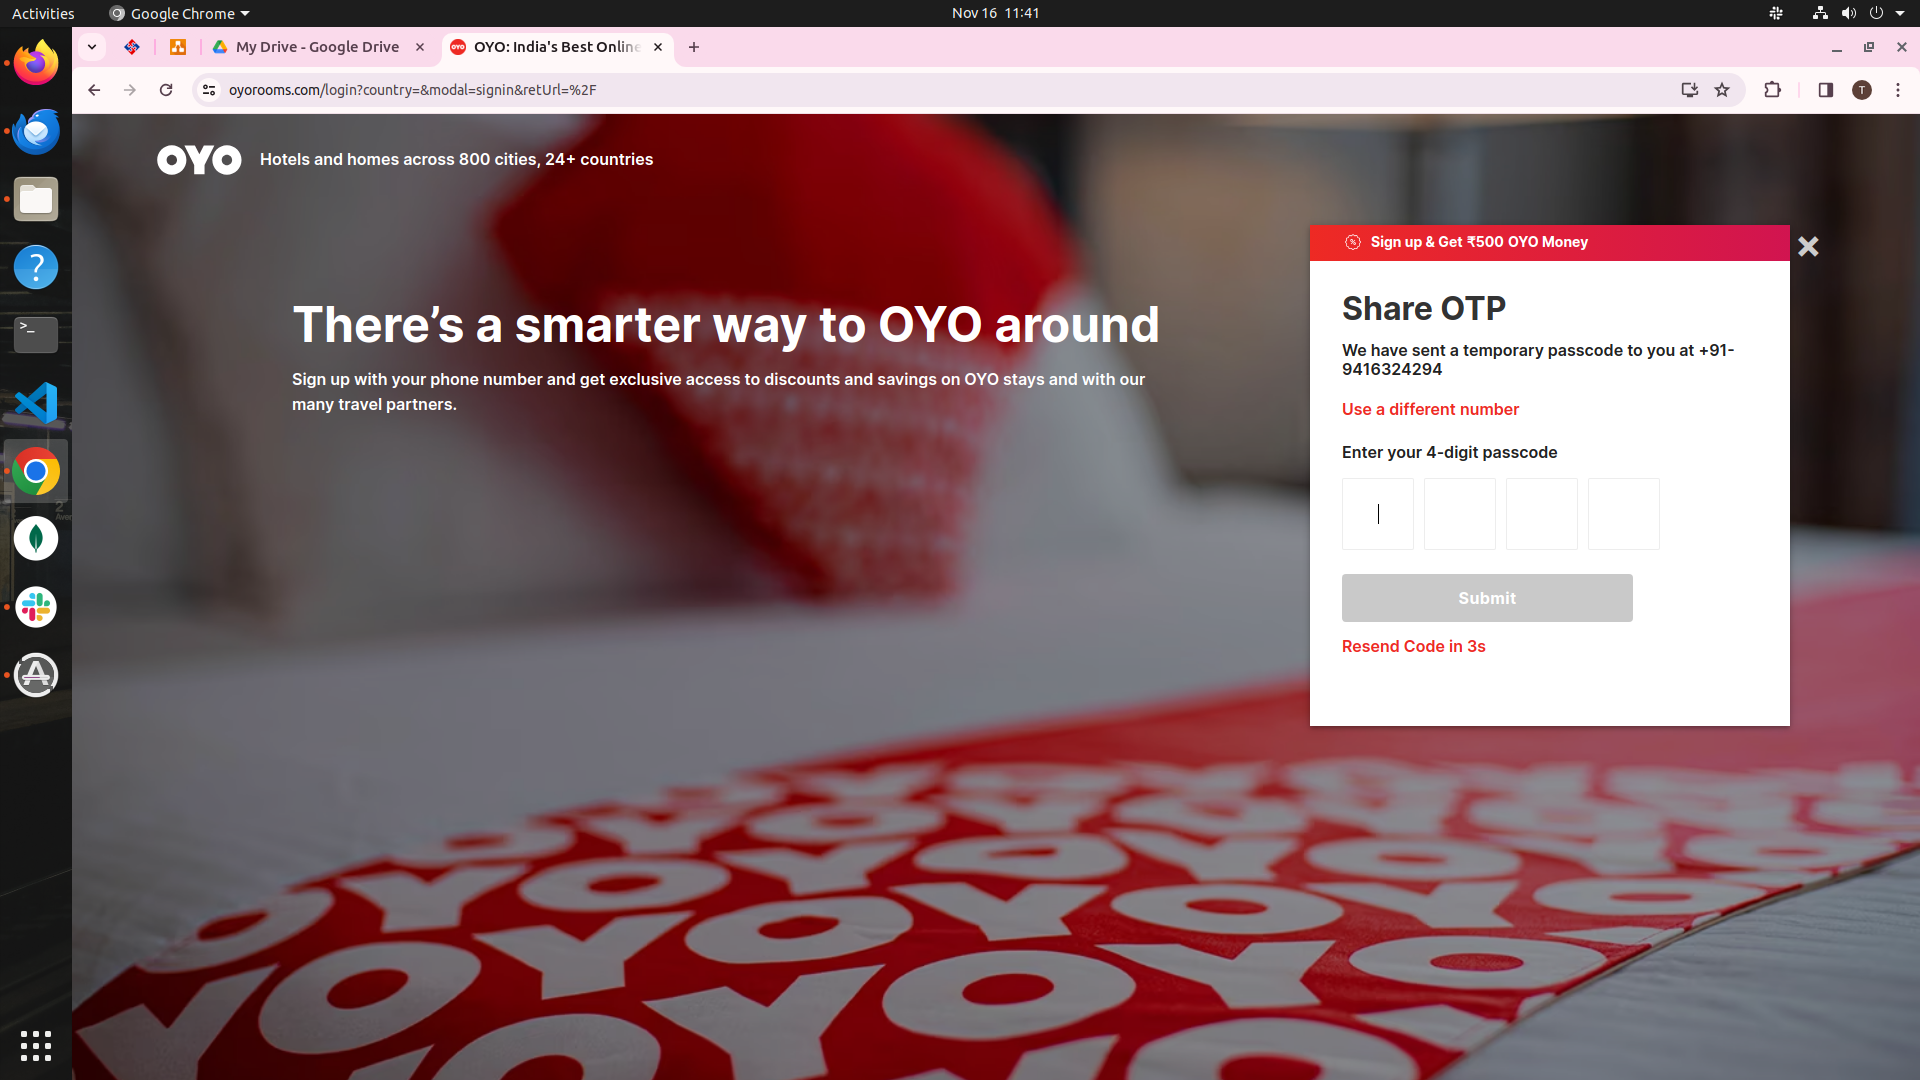 Activities
Google Chrome
Nov 16 11:41
My Drive - Google Drive
OYO: India's Best Online
oyorooms.com/login?country=&modal=signin&retUrl=%2F
T
OYO
Hotels and homes across 800 cities, 24+ countries
There’s a smarter way to OYO around
Sign up with your phone number and get exclusive access to discounts and savings on OYO stays and with our
many travel partners.
Sign up & Get ₹500 OYO Money
Share OTP
We have sent a temporary passcode to you at +91-
9416324294
Use a different number
Enter your 4-digit passcode
Submit
Resend Code in 3s